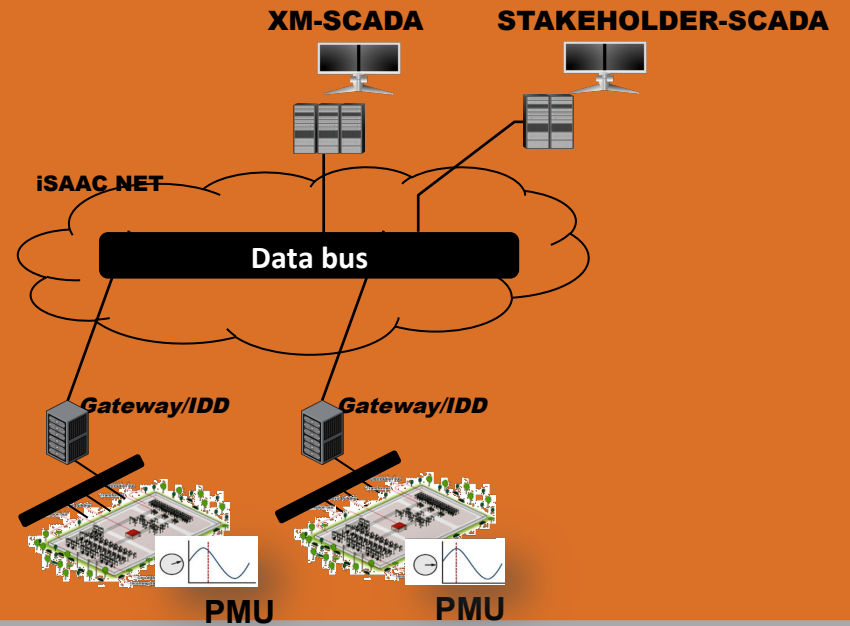 XM-SCADA
STAKEHOLDER-SCADA
iSAAC NET
Data bus
Gateway/IDD
Gateway/IDD
PMU
PMU